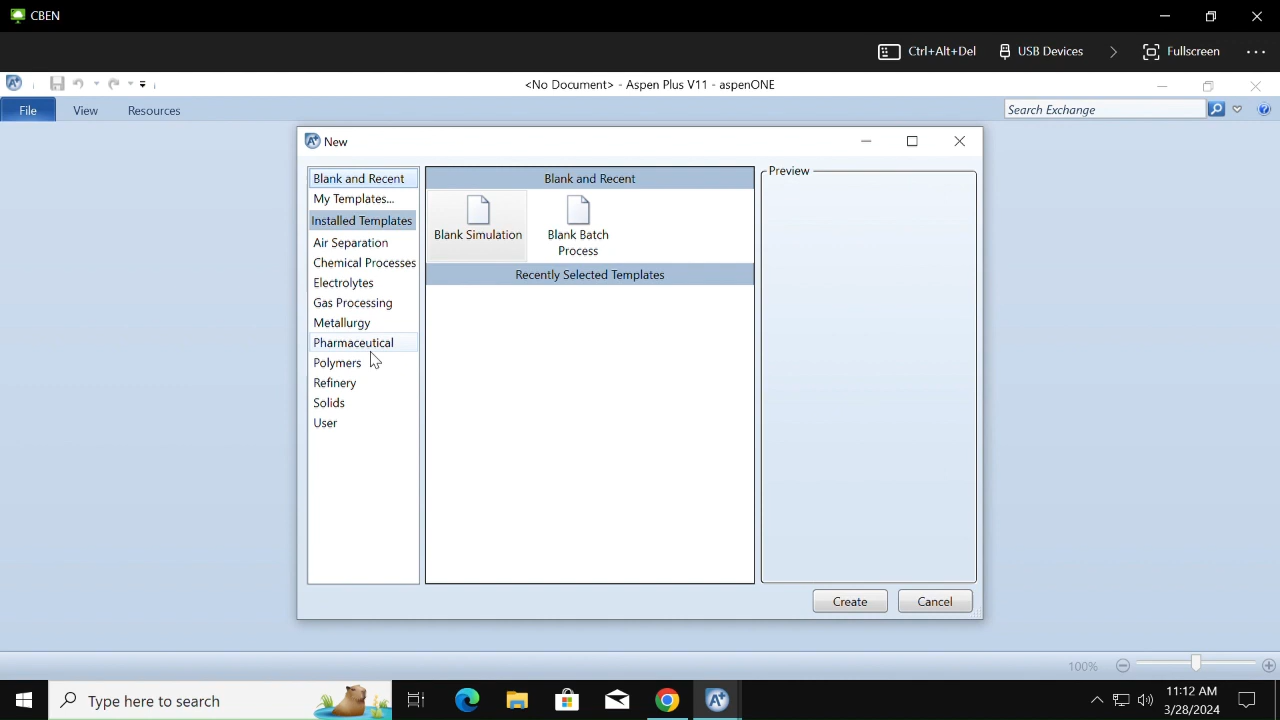 CBEN
Ctrl+Alt+Del
USB Devices
Fullscreen
<No Document> - Aspen Plus V11 - aspenONE
File
View
Resources
Search Exchange
New
Blank and Recent
My Templates...
Installed Templates
Air Separation
Chemical Processes
Electrolytes
Gas Processing
Metallurgy
Pharmaceutical
Polymers
Refinery
Solids
User
Blank and Recent
Blank Simulation
Blank Batch
Process
Recently Selected Templates
Preview
Create
Cancel
100%
Type here to search
11:12 AM
3/28/2024